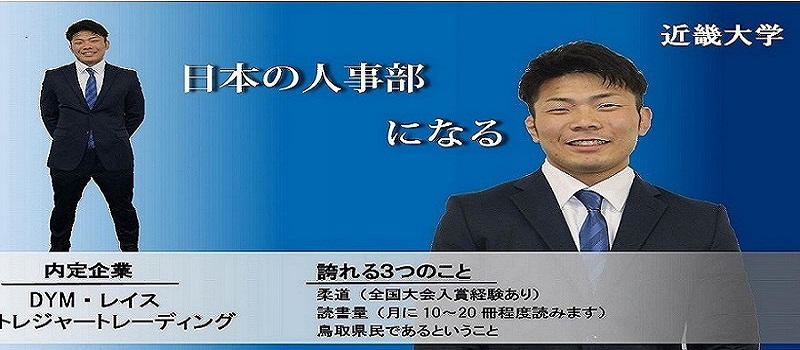 近畿大学
日本の人事部
になる
内定企業
DYM・レイス
トレジャートレーディング
誇れる3つのこと
柔道（全国大会入賞経験あり）
読書量（月に10～20冊程度読みます）
鳥取県民であるということ